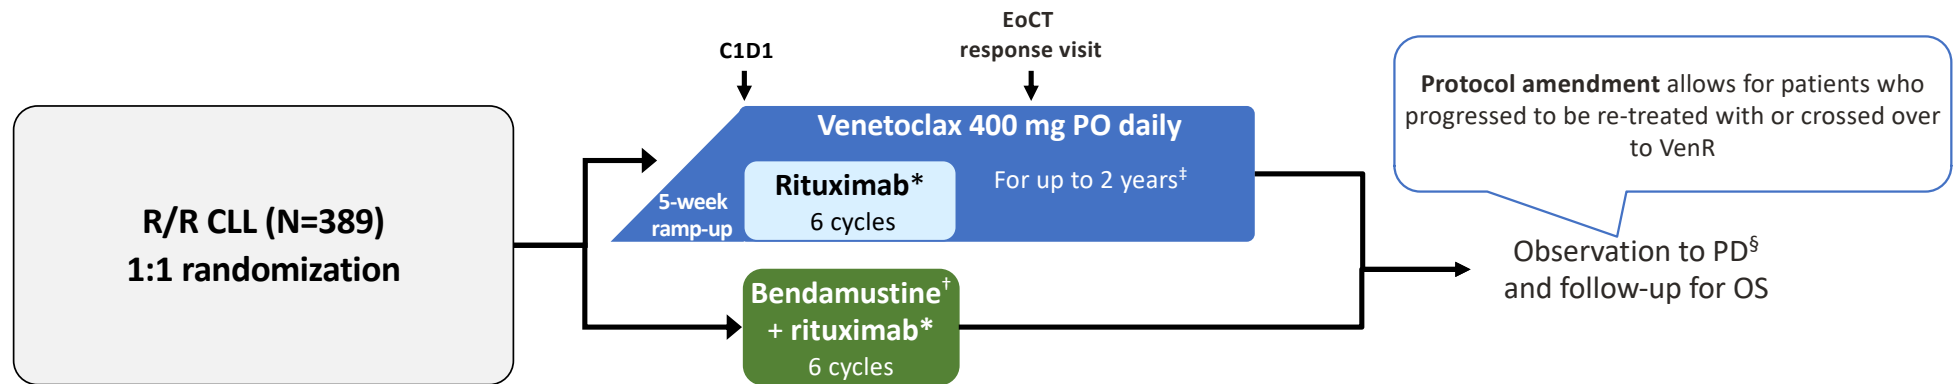 R/R CLL (N=389)
1:1 randomization
C1D1
EoCT
response visit
Venetoclax 400 mg PO daily
5-week
ramp-up
Rituximab*
6 cycles
For up to 2 years‡
Bendamustine†
+ rituximab*
6 cycles
Protocol amendment allows for patients who
progressed to be re-treated with or crossed over
to VenR
Observation to PD§
and follow-up for OS